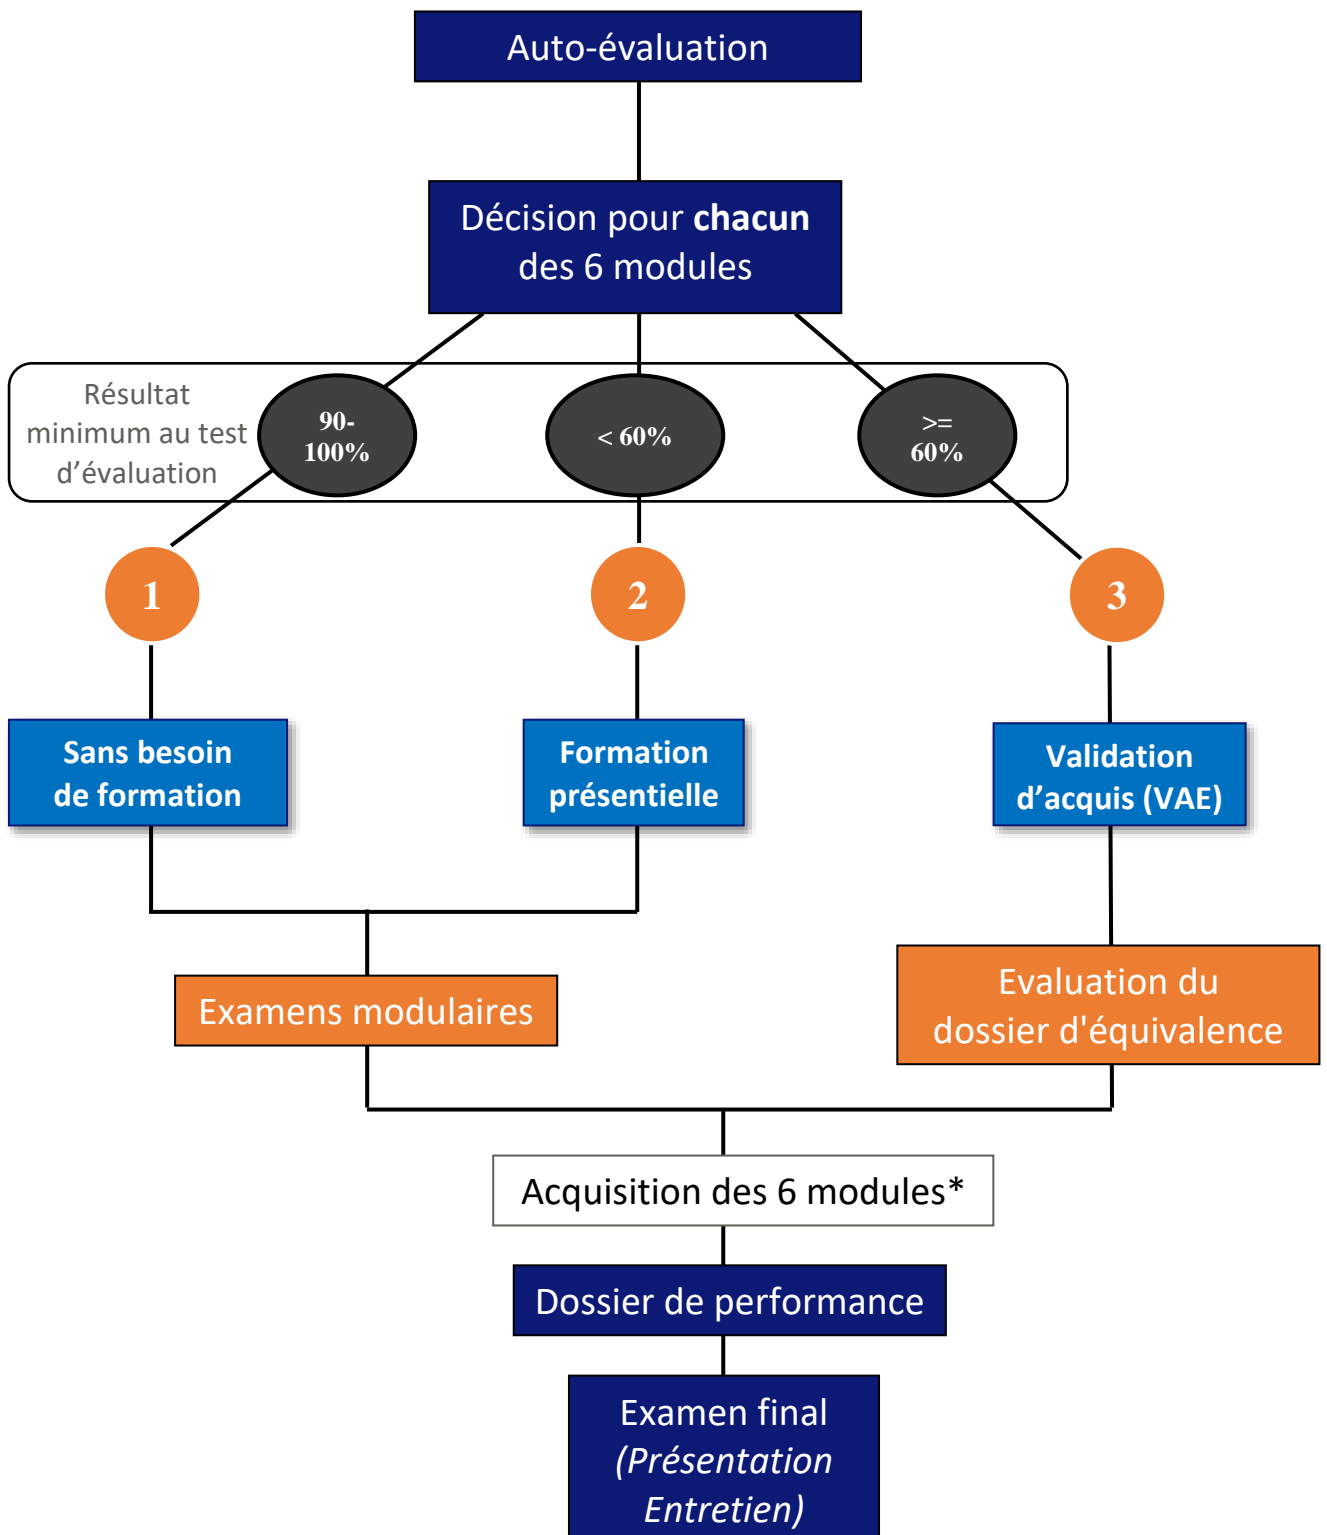 Auto-évaluation
Décision pour chacun
des 6 modules
Résultat
minimum au test
d’évaluation
90-
100%
< 60%
>=
60%
1
2
3
Sans besoin
de formation
Formation
présentielle
Validation
d’acquis (VAE)
Examens modulaires
Evaluation du
dossier d'équivalence
Acquisition des 6 modules*
Dossier de performance
Examen final
(Présentation
Entretien)